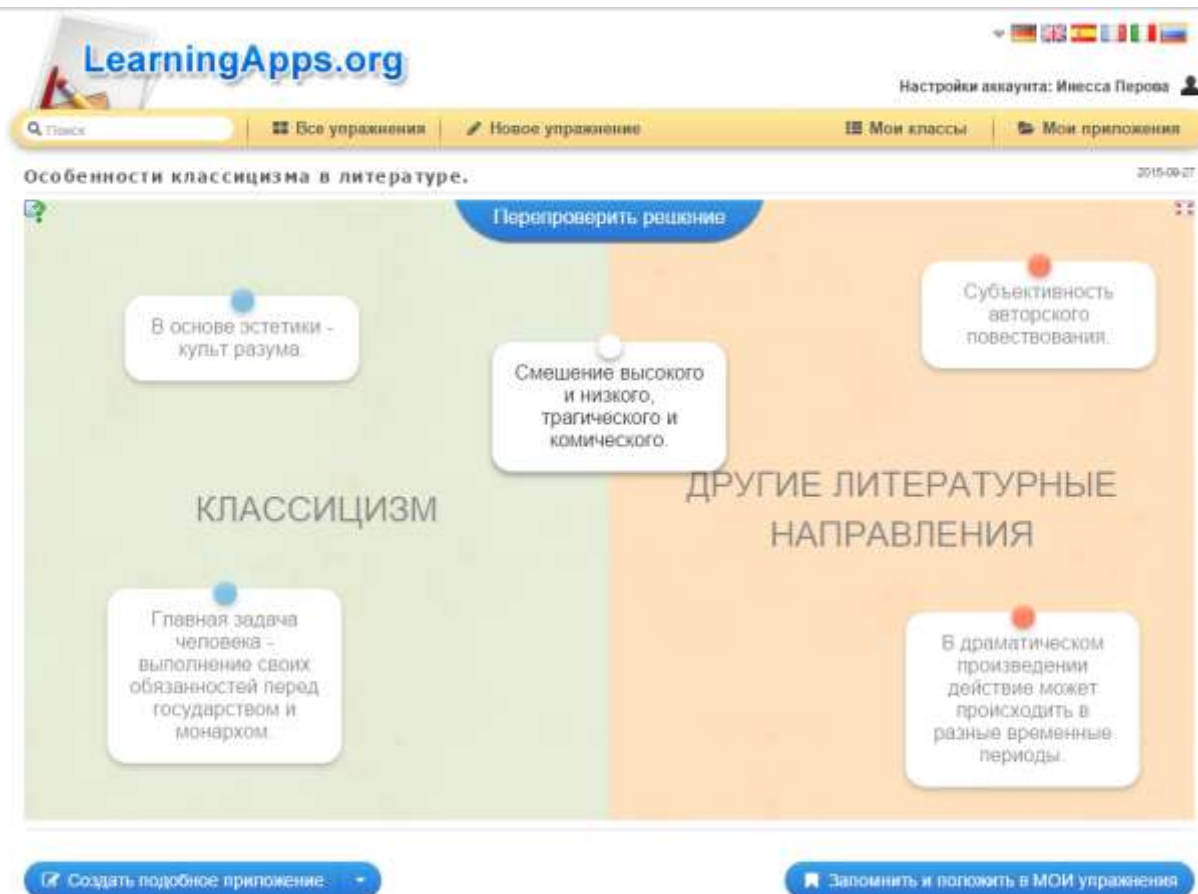 LearningApps.org
Настройки аккаунта: Инесса Перова
Поиск
Все упражнения
Новое упражнение
Мои классы
Мои приложения
Особенности классицизма в литературе.
2015-09-27
Перепроверить решение
В основе эстетики -
культ разума.
Субъективность
авторского
повествования.
Смешение высокого
и низкого,
трагического и
комического.
КЛАССИЦИЗМ
ДРУГИЕ ЛИТЕРАТУРНЫЕ
НАПРАВЛЕНИЯ
Главная задача
человека -
выполнение своих
обязанностей перед
государством и
монархом.
В драматическом
произведении
действие может
происходить в
разные временные
периоды.
Создать подобное приложение
Запомнить и положить в МОИ упражнения